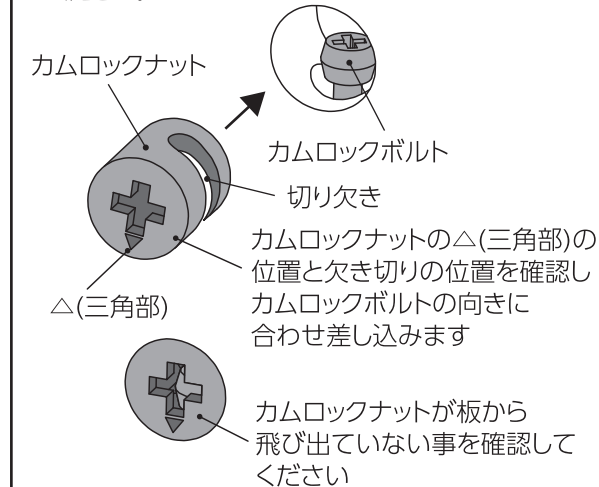 カムロックナット
カムロックボルト
切り欠き
カムロックナットの△(三角部)の
位置と欠き切りの位置を確認し
カムロックボルトの向きに
合わせ差し込みます
△(三角部)
カムロックナットが板から
飛び出ていない事を確認して
ください